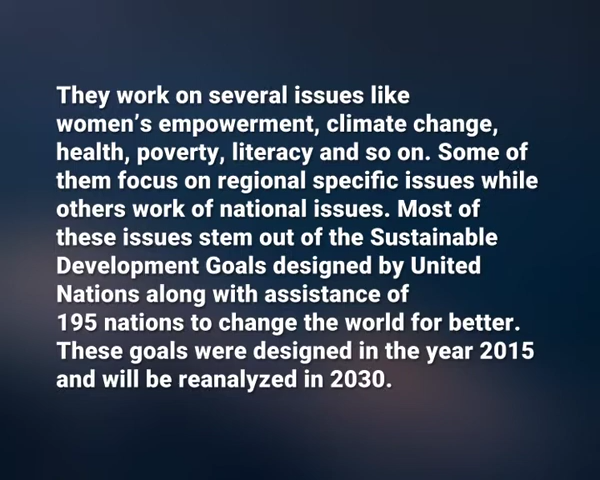 They work on several issues like
women's empowerment, climate change,
health, poverty, literacy and so on. Some of
them focus on regional specific issues while
others work of national issues. Most of
these issues stem out of the Sustainable
Development Goals designed by United
Nations along with assistance of
195 nations to change the world for better.
These goals were designed in the year 2015
and will be reanalyzed in 2030.